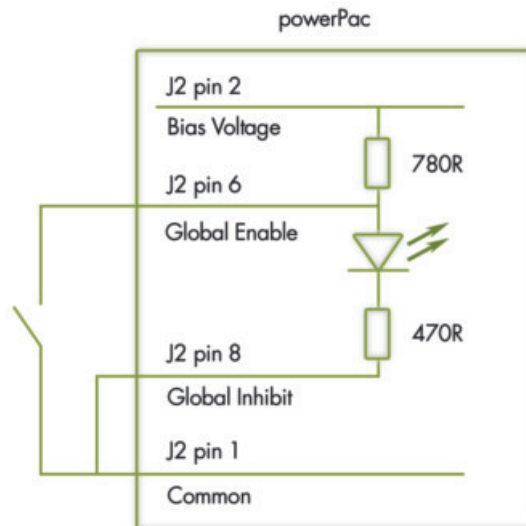 powerPac
J2 pin 2
Bias Voltage
780R
J2 pin 6
Global Enable
470R
J2 pin 8
Global Inhibit
J2 pin 1
Common